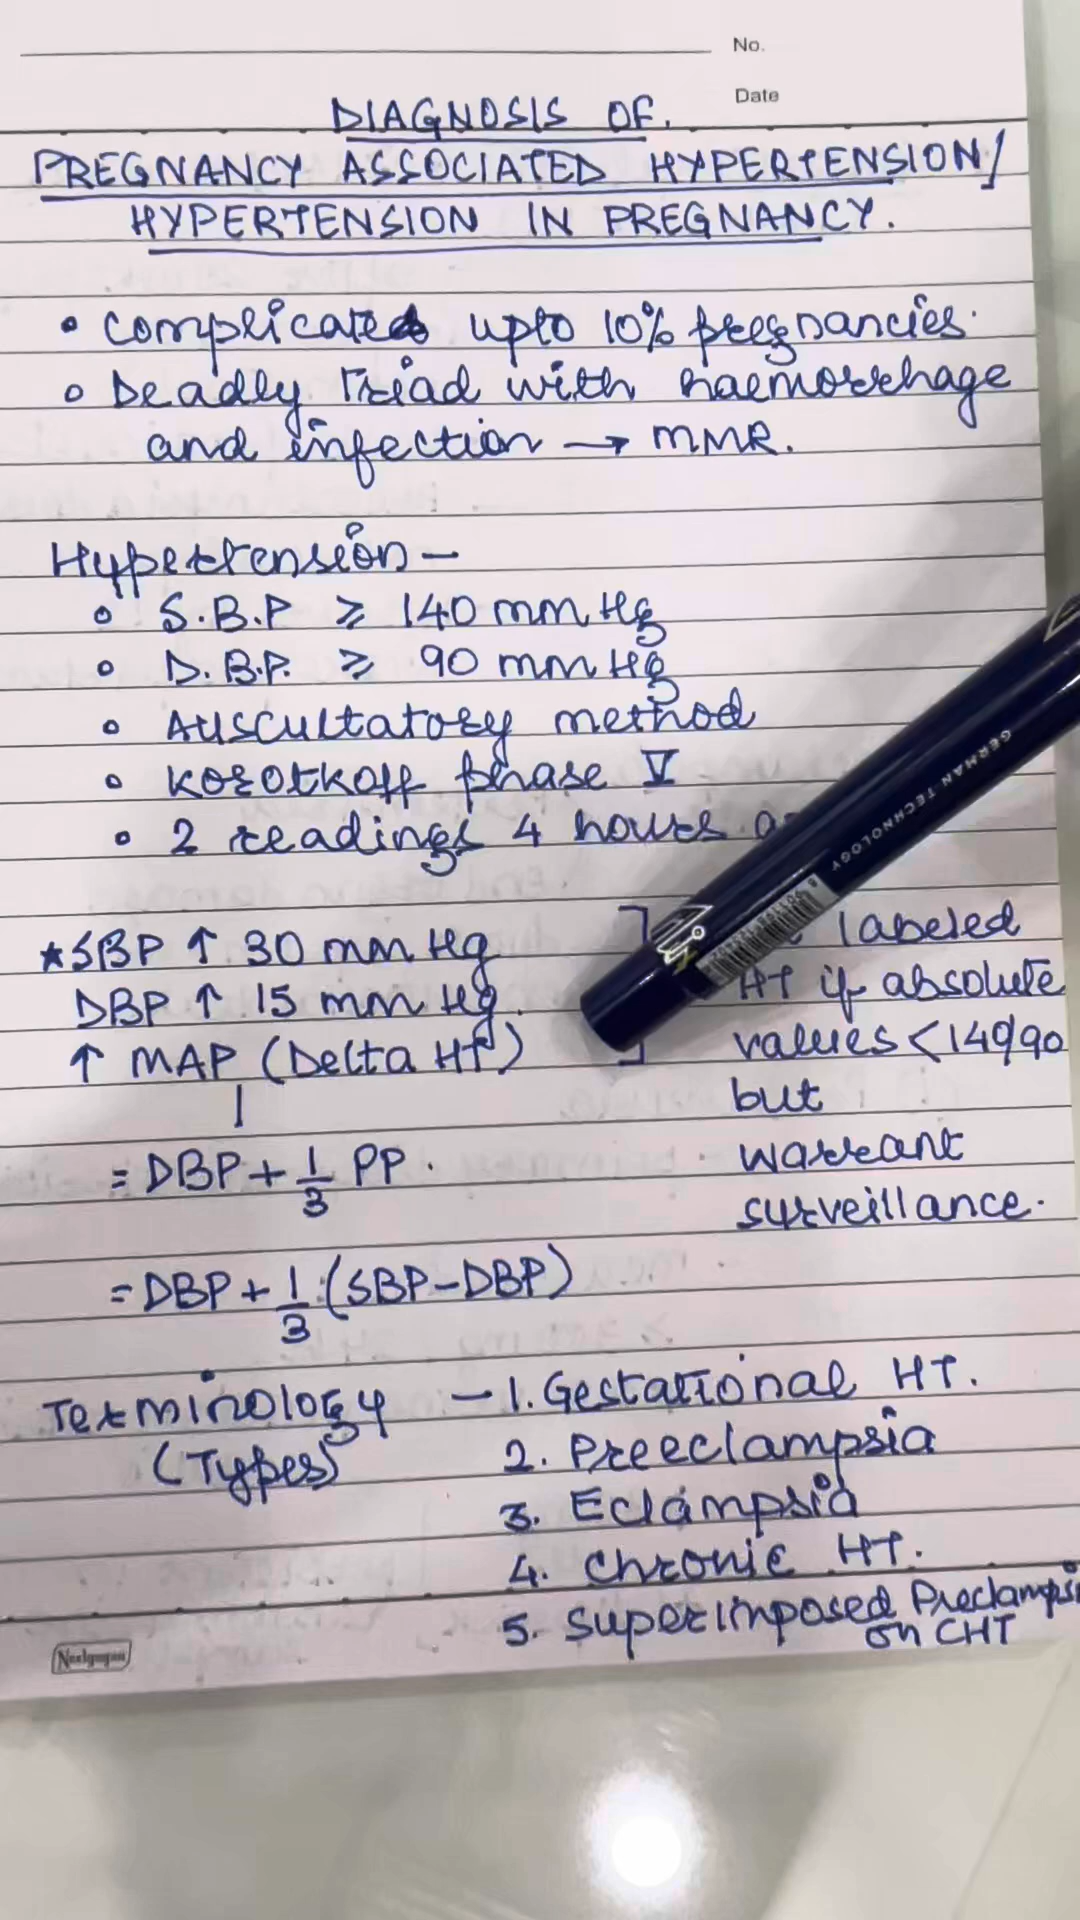 No.
Date
DIAGNOSIS OF.
PREGNANCY ASSOCIATED HYPERTENSION/
HYPERTENSION IN PREGNANCY.
• Complicates upto 10% pregnancies.
• Deadly Triad with haemorrhage
and infection → MMR.
Hypertension –
• S.B.P ≥ 140 mm Hg
• D.B.P. ≥ 90 mm Hg
• Auscultatory method
• Korotkoff phase V
• 2 readings 4 hours
★SBP ↑ 30 mm Hg
DBP ↑ 15 mm Hg.
↑ MAP (Delta HT)
= DBP + 1/3 PP.
= DBP + 1/3 (SBP–DBP)
labeled
HT if absolute
values < 140/90
but
warrant
surveillance.
Terminology – 1. Gestational HT.
(Types)
2. Preeclampsia
3. Eclampsia
4. Chronic HT.
5. Superimposed Preclampsi
on CHT
Neelgagan
GERMAN TECHNOLOGY